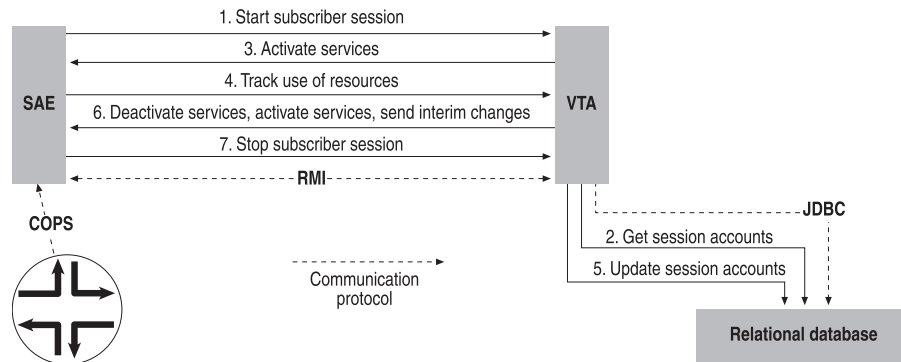 1. Start subscriber session
3. Activate services
SAE
4. Track use of resources
VTA
6. Deactivate services, activate services, send interim changes
7. Stop subscriber session
RMI
COPS
JDBC
2. Get session accounts
Communication
protocol
5. Update session accounts
Relational database